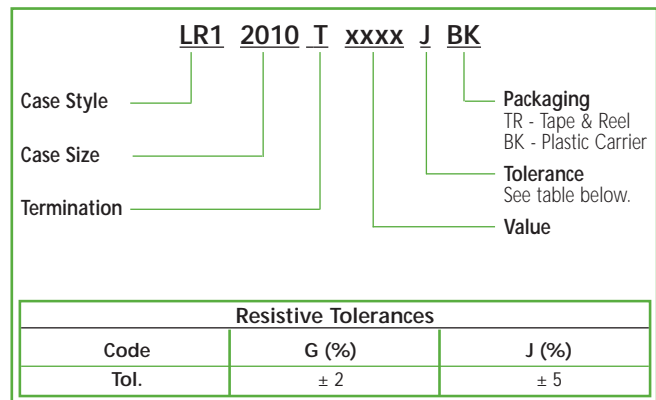 LR1 2010 T xxxx J BK
Case Style
Packaging
TR - Tape & Reel
BK - Plastic Carrier
Case Size
Tolerance
See table below.
Termination
Value
Resistive Tolerances
Code G (%) J (%)
Tol. ± 2 ± 5